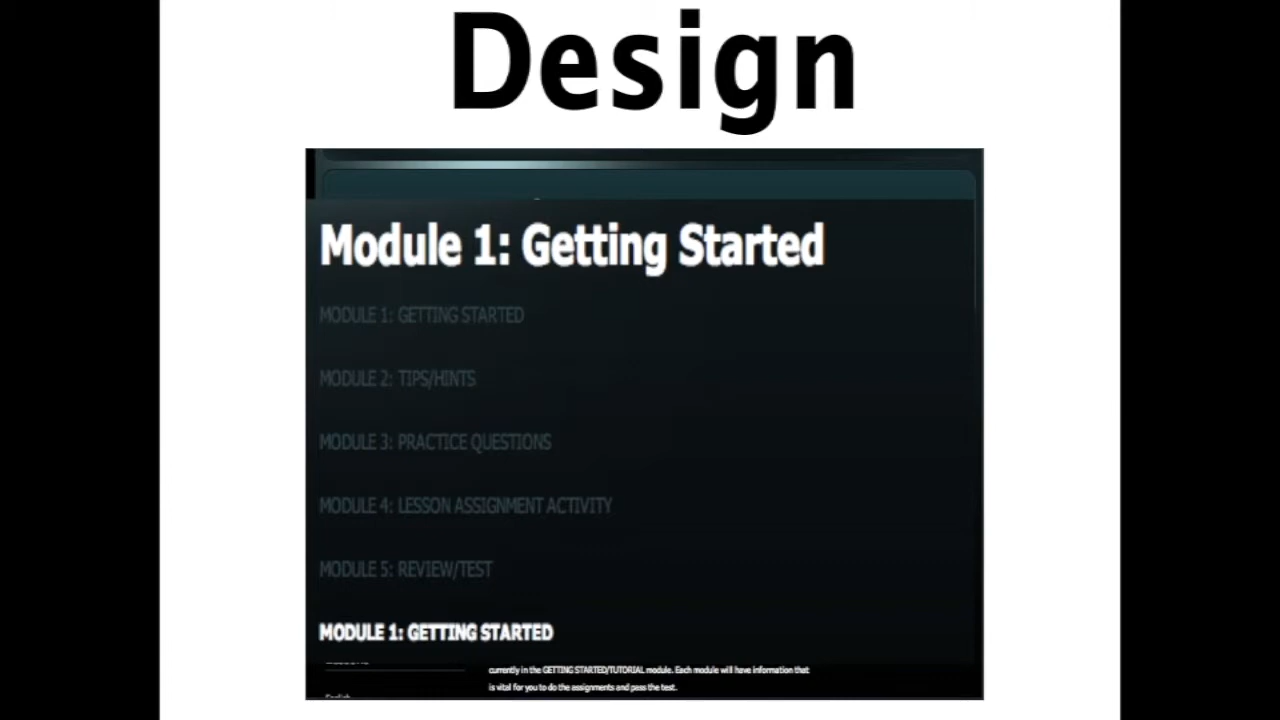 Design
Module 1: Getting Started
MODULE 1: GETTING STARTED
MODULE 2: TIPS/HINTS
MODULE 3: PRACTICE QUESTIONS
MODULE 4: LESSON ASSIGNMENT ACTIVITY
MODULE 5: REVIEW/TEST
MODULE 1: GETTING STARTED
currently in the GETTING STARTED/TUTORIAL module. Each module will have information that
is vital for you to do the assignments and pass the test.